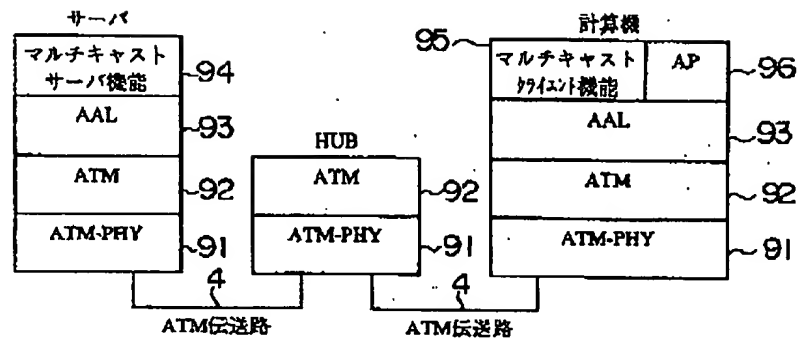 サーバ
マルチキャスト
サーバ機能
94
AAL
93
ATM
92
ATM-PHY
91
HUB
ATM
92
ATM-PHY
91
計算機
95
マルチキャスト
クライエント機能
AP
96
AAL
93
ATM
92
ATM-PHY
91
4
ATM伝送路
4
ATM伝送路